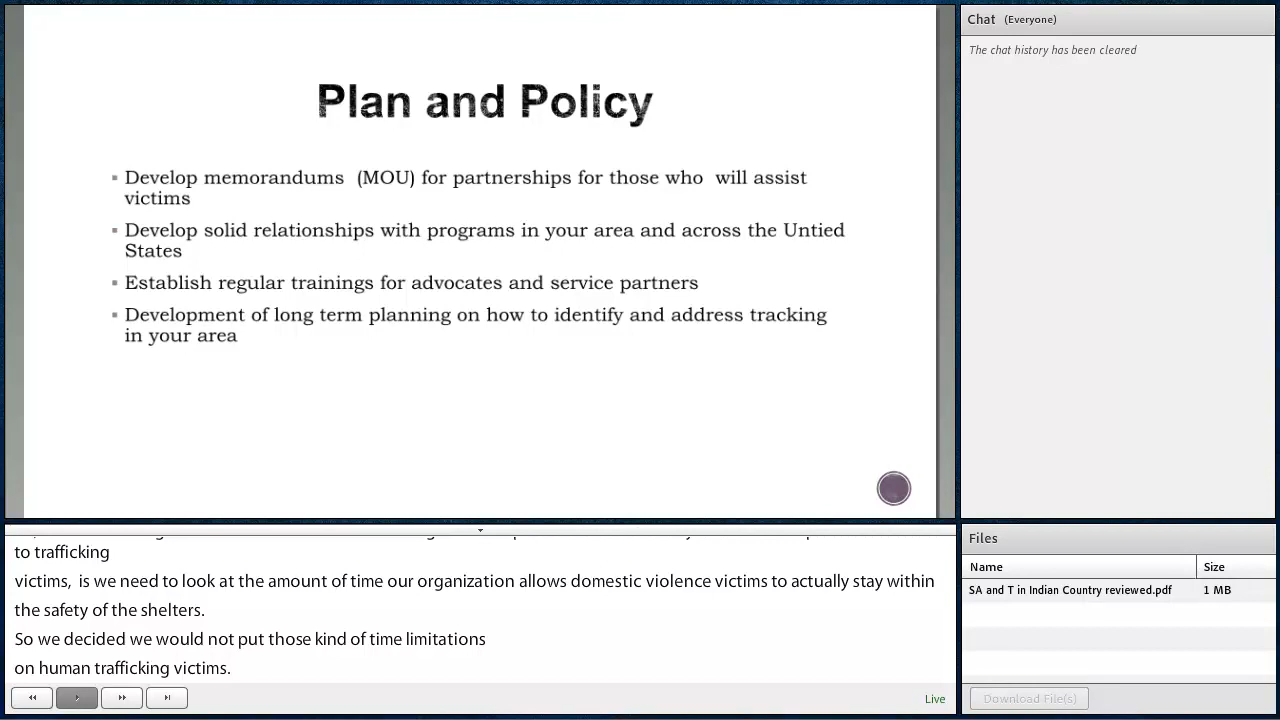 Plan and Policy
▪ Develop memorandums (MOU) for partnerships for those who will assist
victims
▪ Develop solid relationships with programs in your area and across the Untied
States
▪ Establish regular trainings for advocates and service partners
▪ Development of long term planning on how to identify and address tracking
in your area
Chat (Everyone)
The chat history has been cleared
to trafficking
victims, is we need to look at the amount of time our organization allows domestic violence victims to actually stay within
the safety of the shelters.
So we decided we would not put those kind of time limitations
on human trafficking victims.
Live
Files
Name Size
SA and T in Indian Country reviewed.pdf 1 MB
Download File(s)